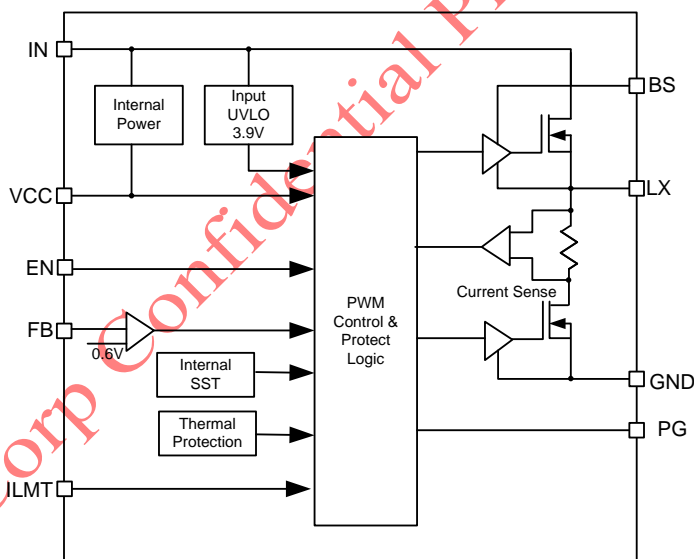 IN
BS
Internal
Power
Input
UVLO
3.9V
VCC
LX
EN
PWM
Control &
Protect
Logic
Current Sense
FB
0.6V
Internal
SST
GND
Thermal
Protection
PG
ILMT
Corp Confidential